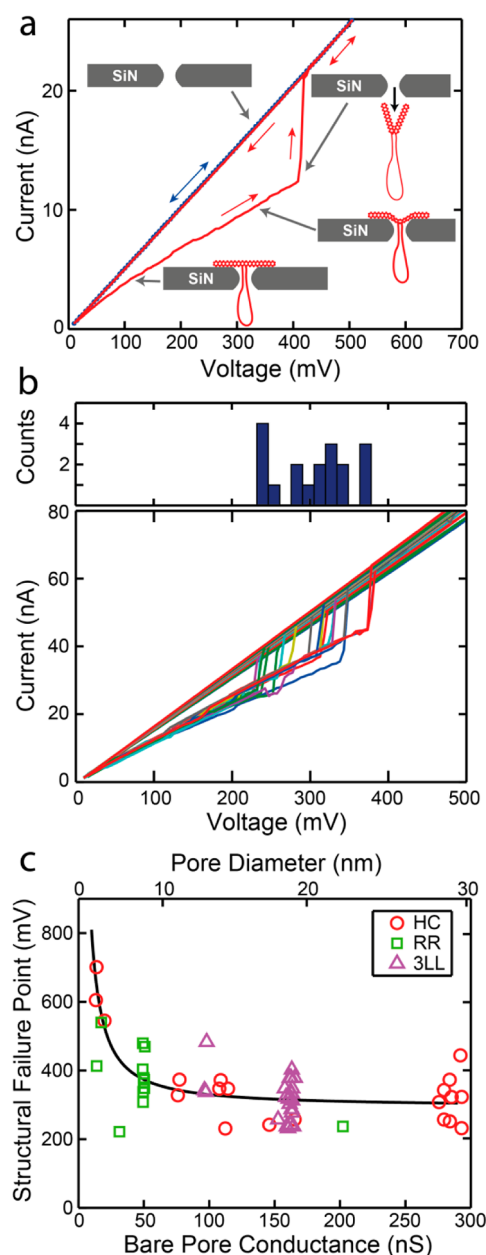 a
20
10
0
Current (nA)
SiN
SiN
SiN
SiN
100 200 300 400 500 600 700
Voltage (mV)
b
4
2
Counts
80
60
40
20
0
Current (nA)
0 100 200 300 400 500
Voltage (mV)
c
Pore Diameter (nm)
0 10 20 30
800
600
400
200
0
Structural Failure Point (mV)
HC
RR
3LL
0 50 100 150 200 250 300
Bare Pore Conductance (nS)